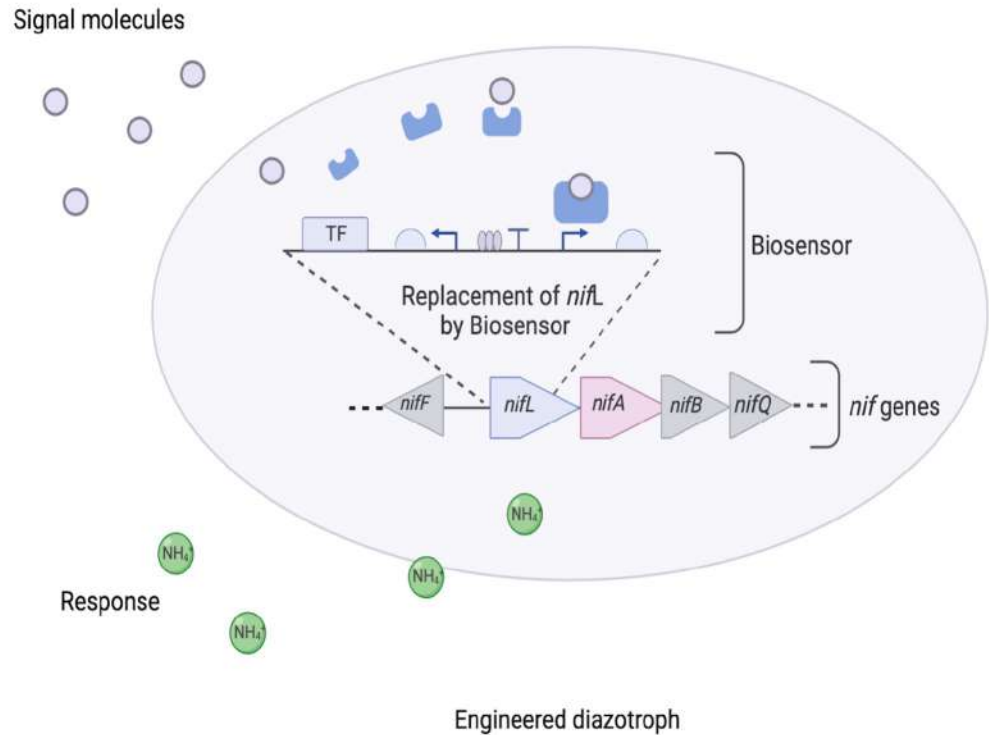 Signal molecules
TF
Biosensor
Replacement of nifL
by Biosensor
nifF
nifL
nifA
nifB
nifQ
nif genes
NH₄⁺
NH₄⁺
NH₄⁺
Response
NH₄⁺
Engineered diazotroph